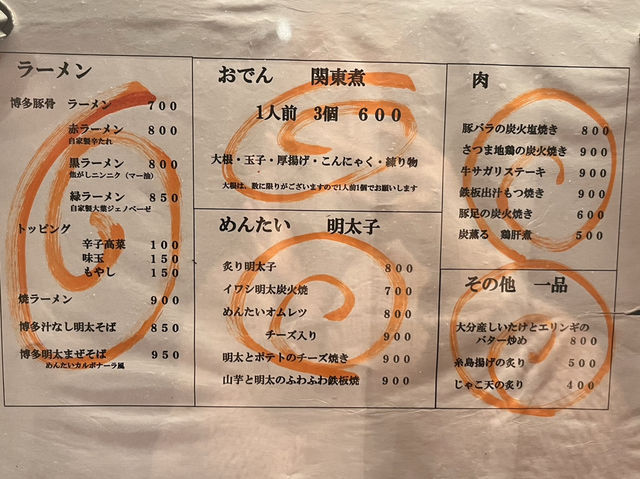 ラーメン
博多豚骨 ラーメン 700
赤ラーメン 800
自家製辛たれ
黒ラーメン 800
焦がしニンニク（マー油）
緑ラーメン 850
自家製大葉ジェノベーゼ
トッピング
辛子高菜 100
味玉 150
もやし 150
焼ラーメン 900
博多汁なし明太そば 850
博多明太まぜそば 950
めんたいカルボナーラ風
おでん 関東煮
1人前 3個 600
大根・玉子・厚揚げ・こんにゃく・練り物
大根は、数に限りがございますので1人前1個でお願いします
めんたい 明太子
炙り明太子 800
イワシ明太炭火焼 700
めんたいオムレツ 800
チーズ入り 900
明太とポテトのチーズ焼き 900
山芋と明太のふわふわ鉄板焼 900
肉
豚バラの炭火塩焼き 800
さつま地鶏の炭火焼き 900
牛サガリステーキ 900
鉄板出汁もつ焼き 900
豚足の炭火焼き 600
炭薫る 鶏肝煮 500
その他 一品
大分産しいたけとエリンギの
バター炒め 800
糸島揚げの炙り 500
じゃこ天の炙り 400